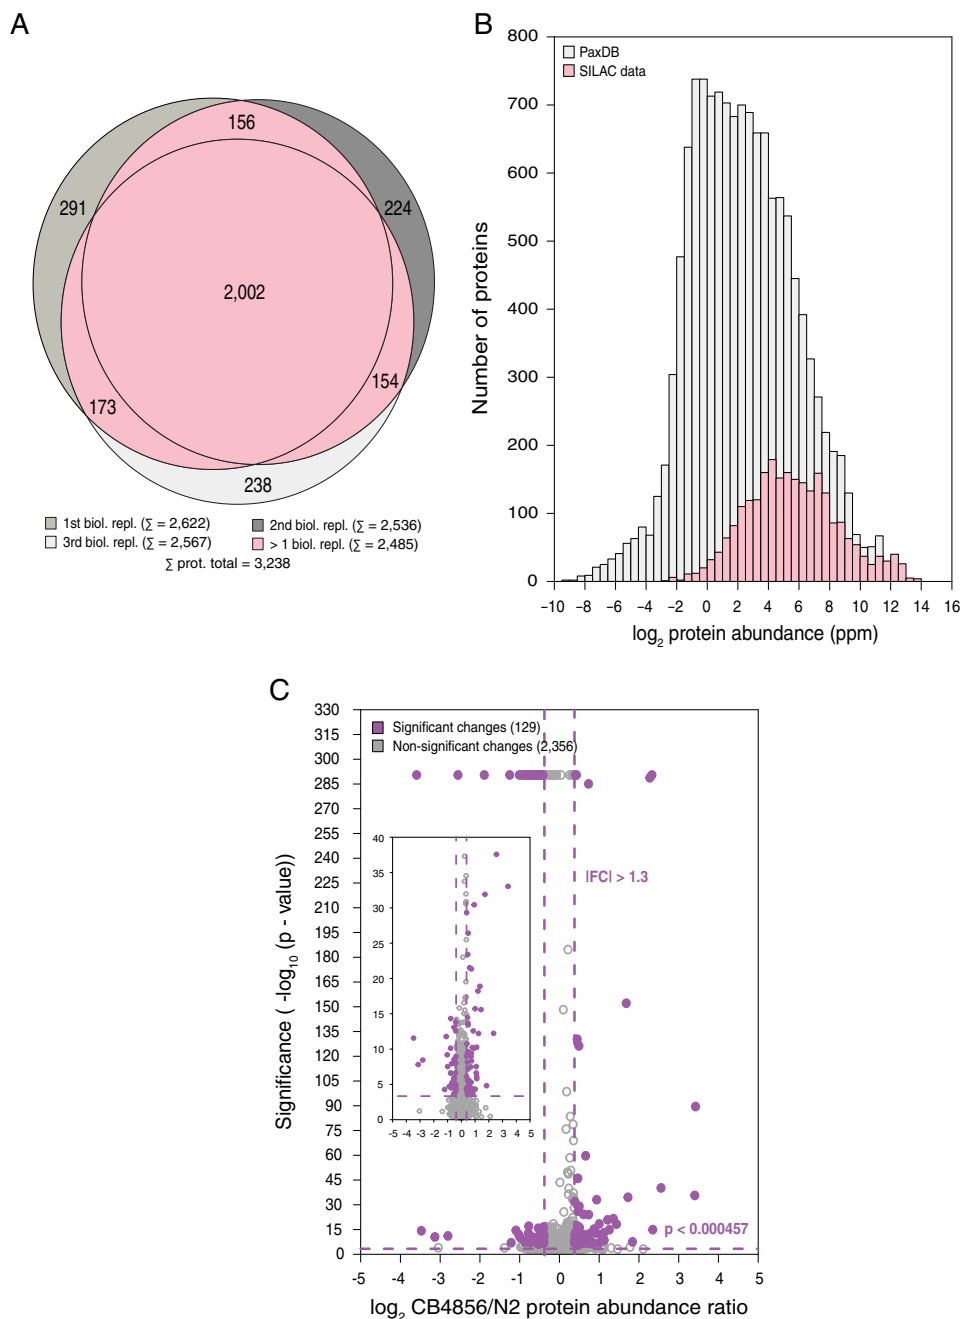 A
156
291
224
2,002
154
173
238
1st biol. repl. (∑ = 2,622)
2nd biol. repl. (∑ = 2,536)
3rd biol. repl. (∑ = 2,567)
> 1 biol. repl. (∑ = 2,485)
∑ prot. total = 3,238
B
PaxDB
SILAC data
Number of proteins
800
700
600
500
400
300
200
100
0
−10 −8 −6 −4 −2 0 2 4 6 8 10 12 14 16
log2 protein abundance (ppm)
C
Significant changes (129)
Non-significant changes (2,356)
Significance ( -log10 (p - value))
330
315
300
285
270
255
240
225
210
195
180
165
150
135
120
105
90
75
60
45
30
15
0
40
35
30
25
20
15
10
5
0
-5 -4 -3 -2 -1 0 1 2 3 4 5
|FC| > 1.3
p < 0.000457
-5 -4 -3 -2 -1 0 1 2 3 4 5
log2 CB4856/N2 protein abundance ratio